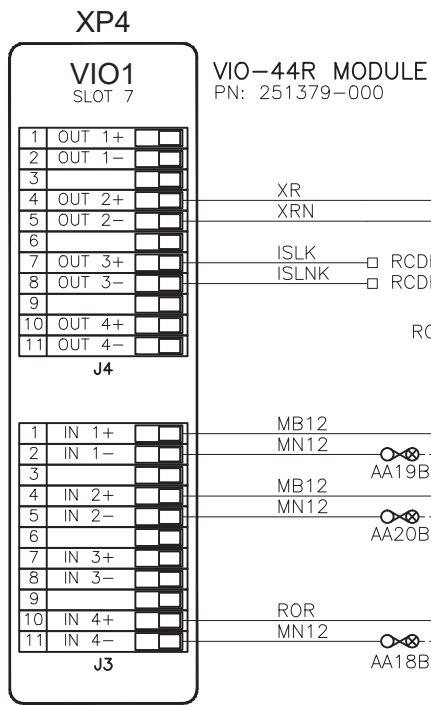 XP4
VIO1
SLOT 7
VIO-44R MODULE
PN: 251379-000
1 OUT 1+
2 OUT 1-
3
4 OUT 2+ XR
5 OUT 2- XRN
6
7 OUT 3+ ISLK RCD
8 OUT 3- ISLNK RCD
9
10 OUT 4+ RO
11 OUT 4-
J4
1 IN 1+ MB12
2 IN 1- MN12
AA19B
3
4 IN 2+ MB12
5 IN 2- MN12
AA20B
6
7 IN 3+
8 IN 3-
9
10 IN 4+ ROR
11 IN 4- MN12
AA18B
J3